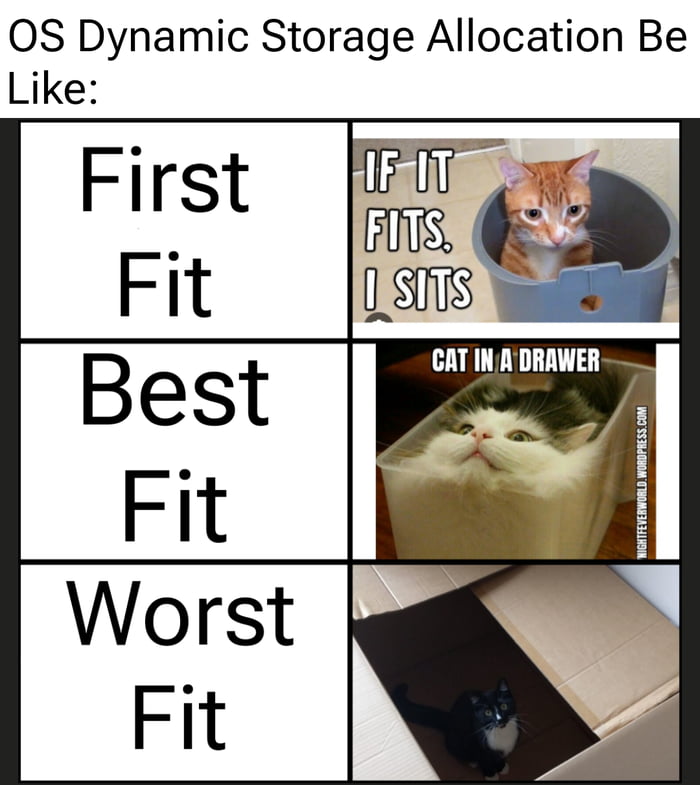 OS Dynamic Storage Allocation Be
Like:
First
Fit
IF IT
FITS,
I SITS
Best
Fit
CAT IN A DRAWER
NIGHTFEVERWORLD.WORDPRESS.COM
Worst
Fit